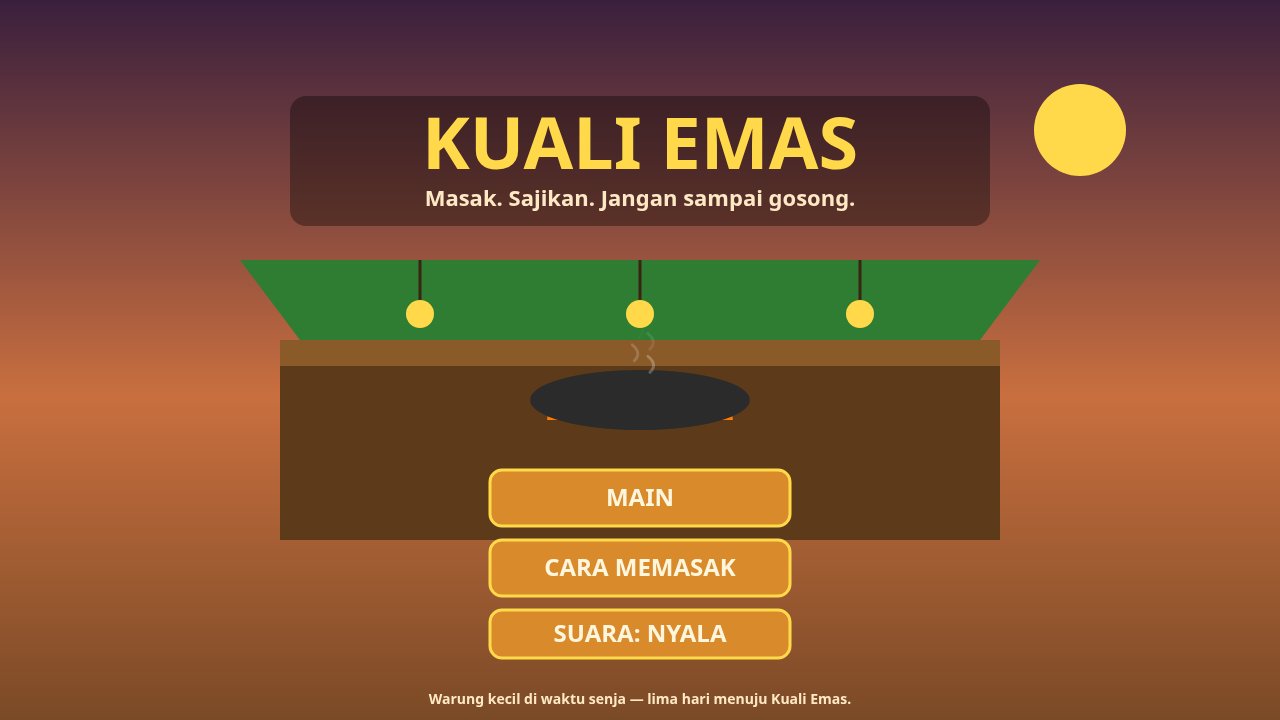 KUALI EMAS
Masak. Sajikan. Jangan sampai gosong.
MAIN
CARA MEMASAK
SUARA: NYALA
Warung kecil di waktu senja — lima hari menuju Kuali Emas.